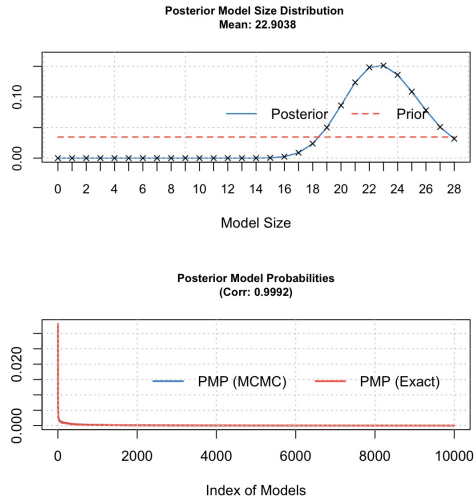 Posterior Model Size Distribution
Mean: 22.9038
0.10
0.00
Posterior Prior
0 2 4 6 8 10 12 14 16 18 20 22 24 26 28
Model Size
Posterior Model Probabilities
(Corr: 0.9992)
0.020
0.000
PMP (MCMC) PMP (Exact)
0 2000 4000 6000 8000 10000
Index of Models